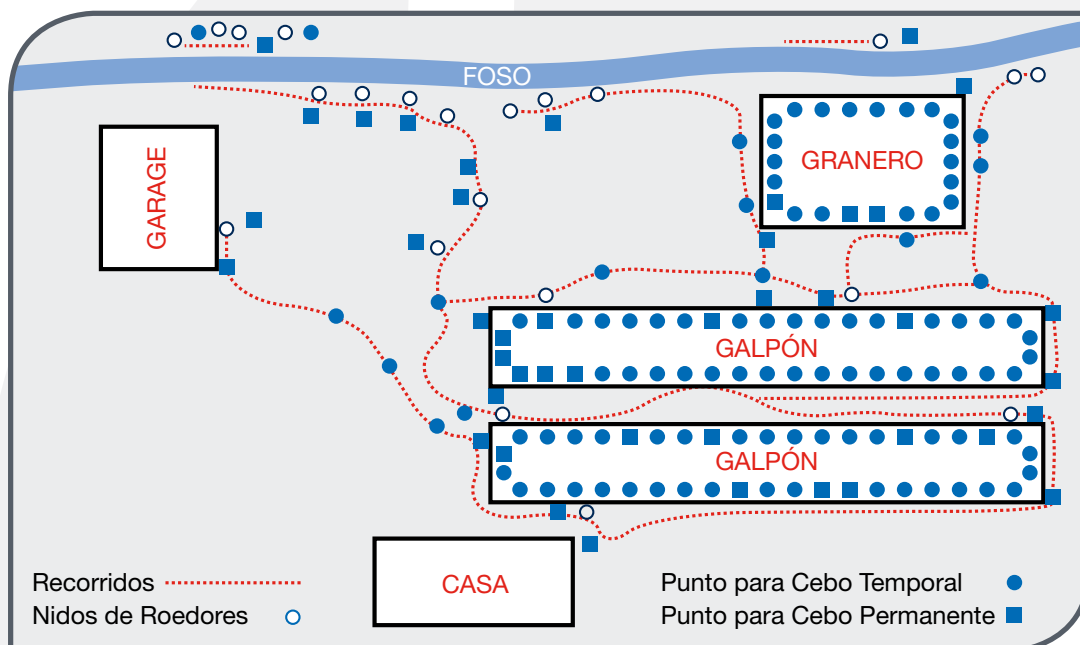 FOSO
GARAGE
GRANERO
GALPÓN
GALPÓN
CASA
Recorridos
Nidos de Roedores
Punto para Cebo Temporal
Punto para Cebo Permanente